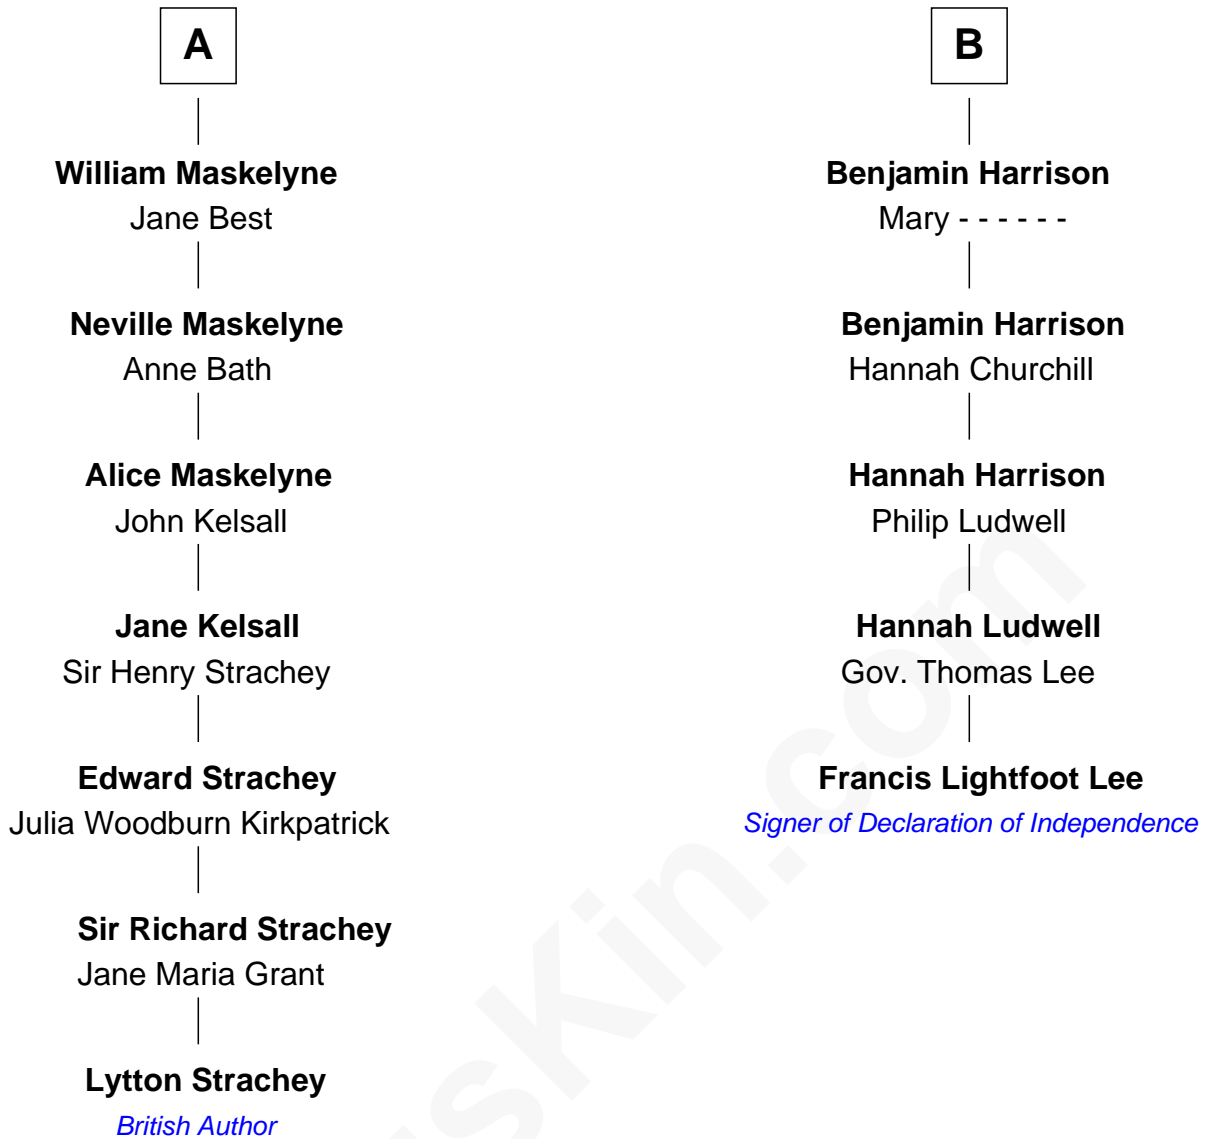 A
William Maskelyne
Jane Best
Neville Maskelyne
Anne Bath
Alice Maskelyne
John Kelsall
Jane Kelsall
Sir Henry Strachey
Edward Strachey
Julia Woodburn Kirkpatrick
Sir Richard Strachey
Jane Maria Grant
Lytton Strachey
British Author
B
Benjamin Harrison
Mary - - - - - -
Benjamin Harrison
Hannah Churchill
Hannah Harrison
Philip Ludwell
Hannah Ludwell
Gov. Thomas Lee
Francis Lightfoot Lee
Signer of Declaration of Independence
sKin.com